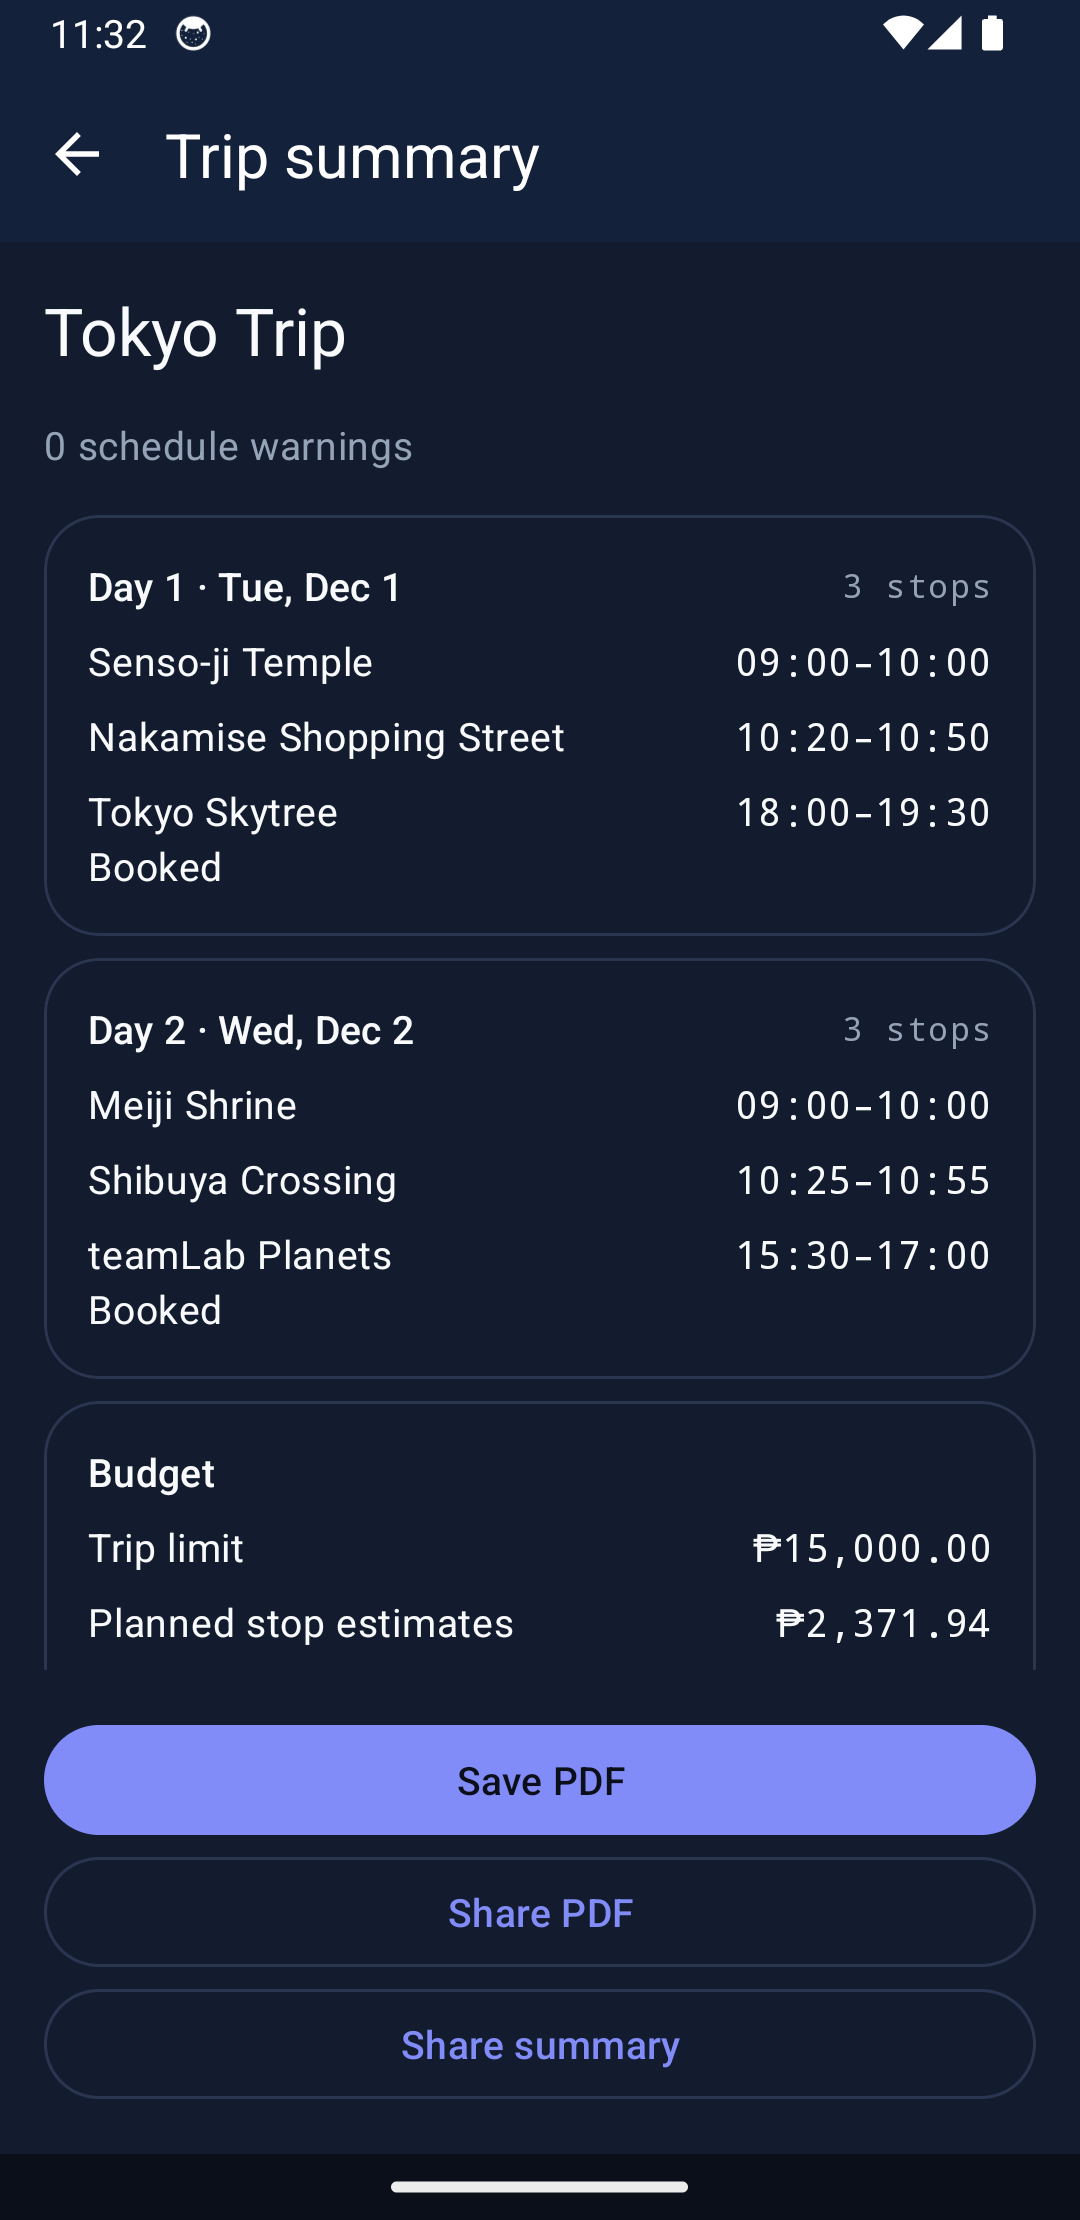 11:32
Trip summary
Tokyo Trip
0 schedule warnings
Day 1 · Tue, Dec 1 3 stops
Senso-ji Temple 09:00–10:00
Nakamise Shopping Street 10:20–10:50
Tokyo Skytree 18:00–19:30
Booked
Day 2 · Wed, Dec 2 3 stops
Meiji Shrine 09:00–10:00
Shibuya Crossing 10:25–10:55
teamLab Planets 15:30–17:00
Booked
Budget
Trip limit ₱15,000.00
Planned stop estimates ₱2,371.94
Save PDF
Share PDF
Share summary